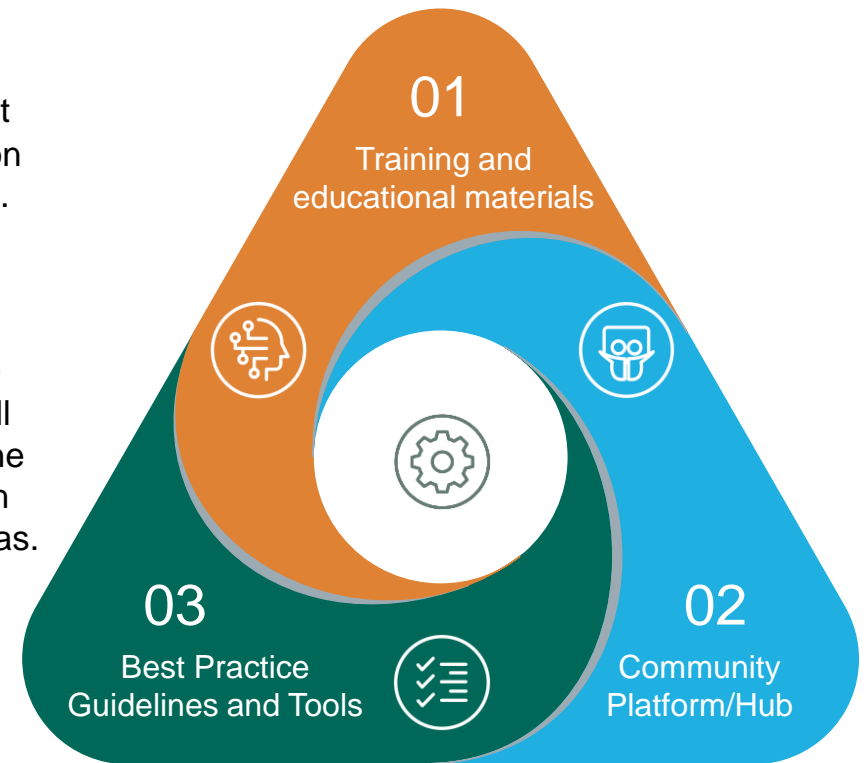 01
Training and
educational materials
02
Community
Platform/Hub
03
Best Practice
Guidelines and Tools